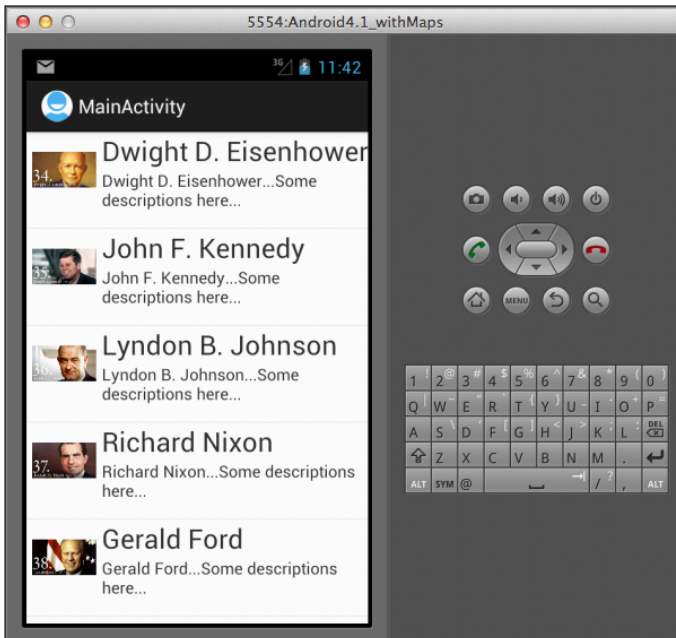 5554:Android4.1_withMaps
3G 11:42
MainActivity
34.
Dwight D. Eisenhower
Dwight D. Eisenhower...Some
descriptions here...
35.
John F. Kennedy
John F. Kennedy...Some
descriptions here...
36.
Lyndon B. Johnson
Lyndon B. Johnson...Some
descriptions here...
37.
Richard Nixon
Richard Nixon...Some descriptions
here...
38.
Gerald Ford
Gerald Ford...Some descriptions
here...
MENU
1 ! 2 @ 3 # 4 $ 5 % 6 ^ 7 & 8 * 9 ( 0 )
Q | W ~ E " R ` T { Y } U _ I - O + P =
A S \ D ' F [ G ] H < J > K ; L : DEL
Z X C V B N M .
ALT SYM @ / ? , ALT